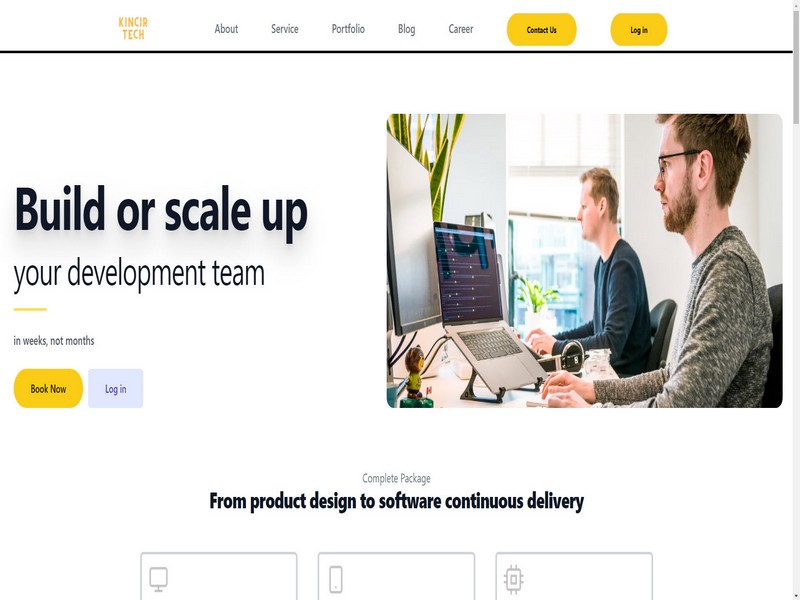 KINCIR
TECH
About
Service
Portfolio
Blog
Career
Contact Us
Log in
Build or scale up
your development team
in weeks, not months
Book Now
Log in
Complete Package
From product design to software continuous delivery